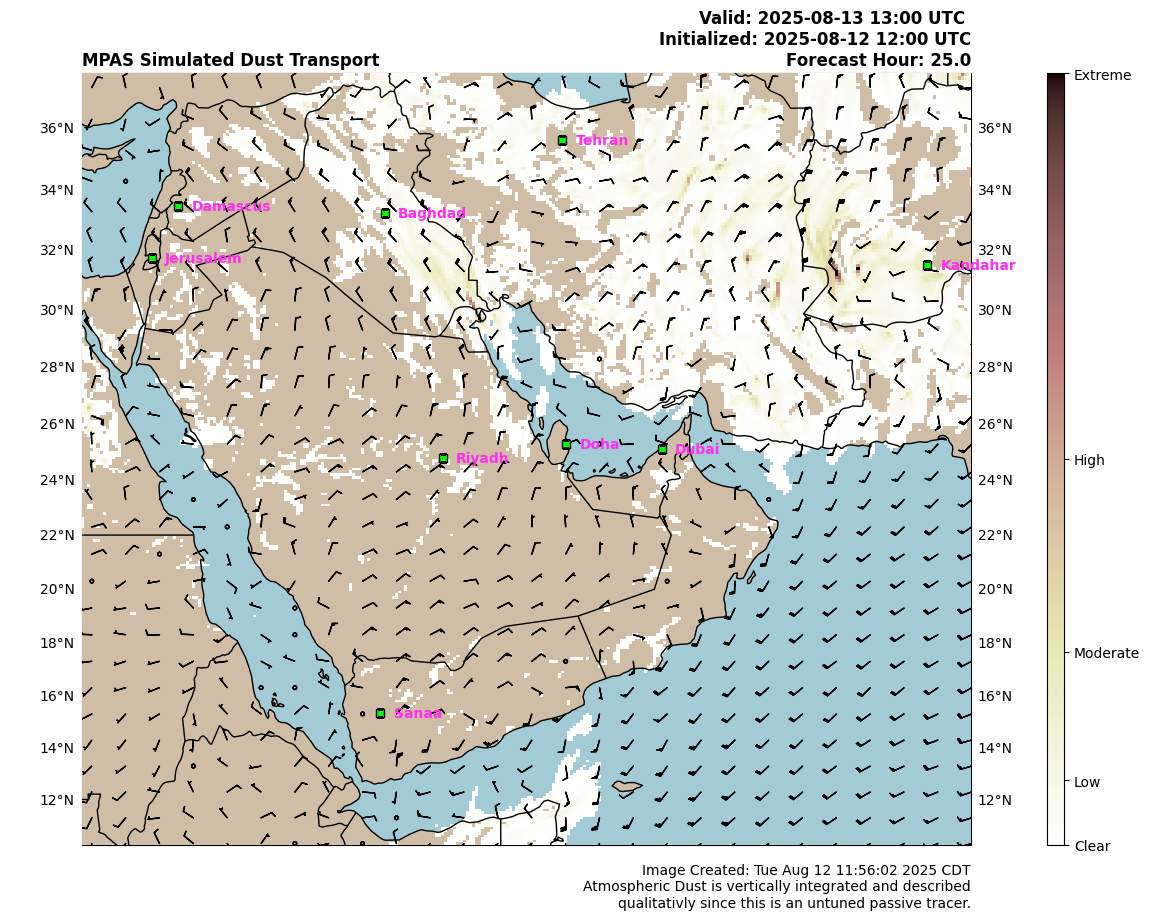 Valid: 2025-08-13 13:00 UTC
Initialized: 2025-08-12 12:00 UTC
MPAS Simulated Dust Transport
Forecast Hour: 25.0
Extreme
36°N
36°N
Tehran
34°N
34°N
Damascus
Baghdad
32°N
32°N
Jerusalem
Kandahar
30°N
30°N
28°N
28°N
26°N
26°N
Doha
Dubai
Riyadh
High
24°N
24°N
22°N
22°N
20°N
20°N
18°N
18°N
Moderate
16°N
16°N
Sanaa
14°N
14°N
Low
12°N
12°N
Clear
Image Created: Tue Aug 12 11:56:02 2025 CDT
Atmospheric Dust is vertically integrated and described
qualitativly since this is an untuned passive tracer.